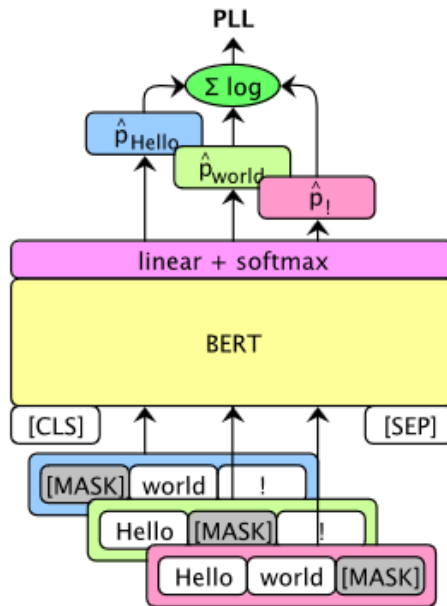 PLL
Σ log
p̂Hello
p̂world
p̂!
linear + softmax
BERT
[CLS] [SEP]
[MASK] world !
Hello [MASK] !
Hello world [MASK]